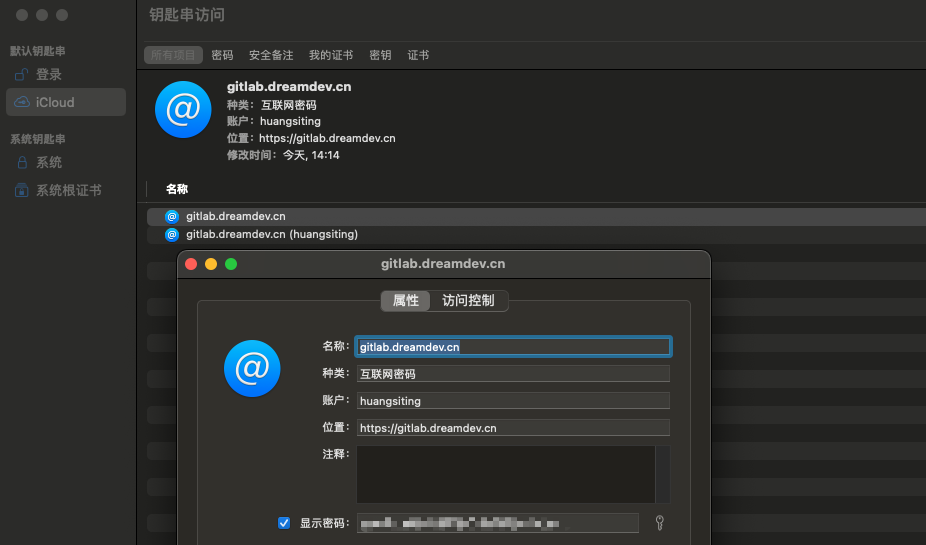 钥匙串访问
默认钥匙串
登录
iCloud
系统钥匙串
系统
系统根证书
所有项目 密码 安全备注 我的证书 密钥 证书
gitlab.dreamdev.cn
种类：互联网密码
账户：huangsiting
位置：https://gitlab.dreamdev.cn
修改时间：今天, 14:14
名称
gitlab.dreamdev.cn
gitlab.dreamdev.cn (huangsiting)
gitlab.dreamdev.cn
属性 访问控制
名称：gitlab.dreamdev.cn
种类：互联网密码
账户：huangsiting
位置：https://gitlab.dreamdev.cn
注释：
显示密码：